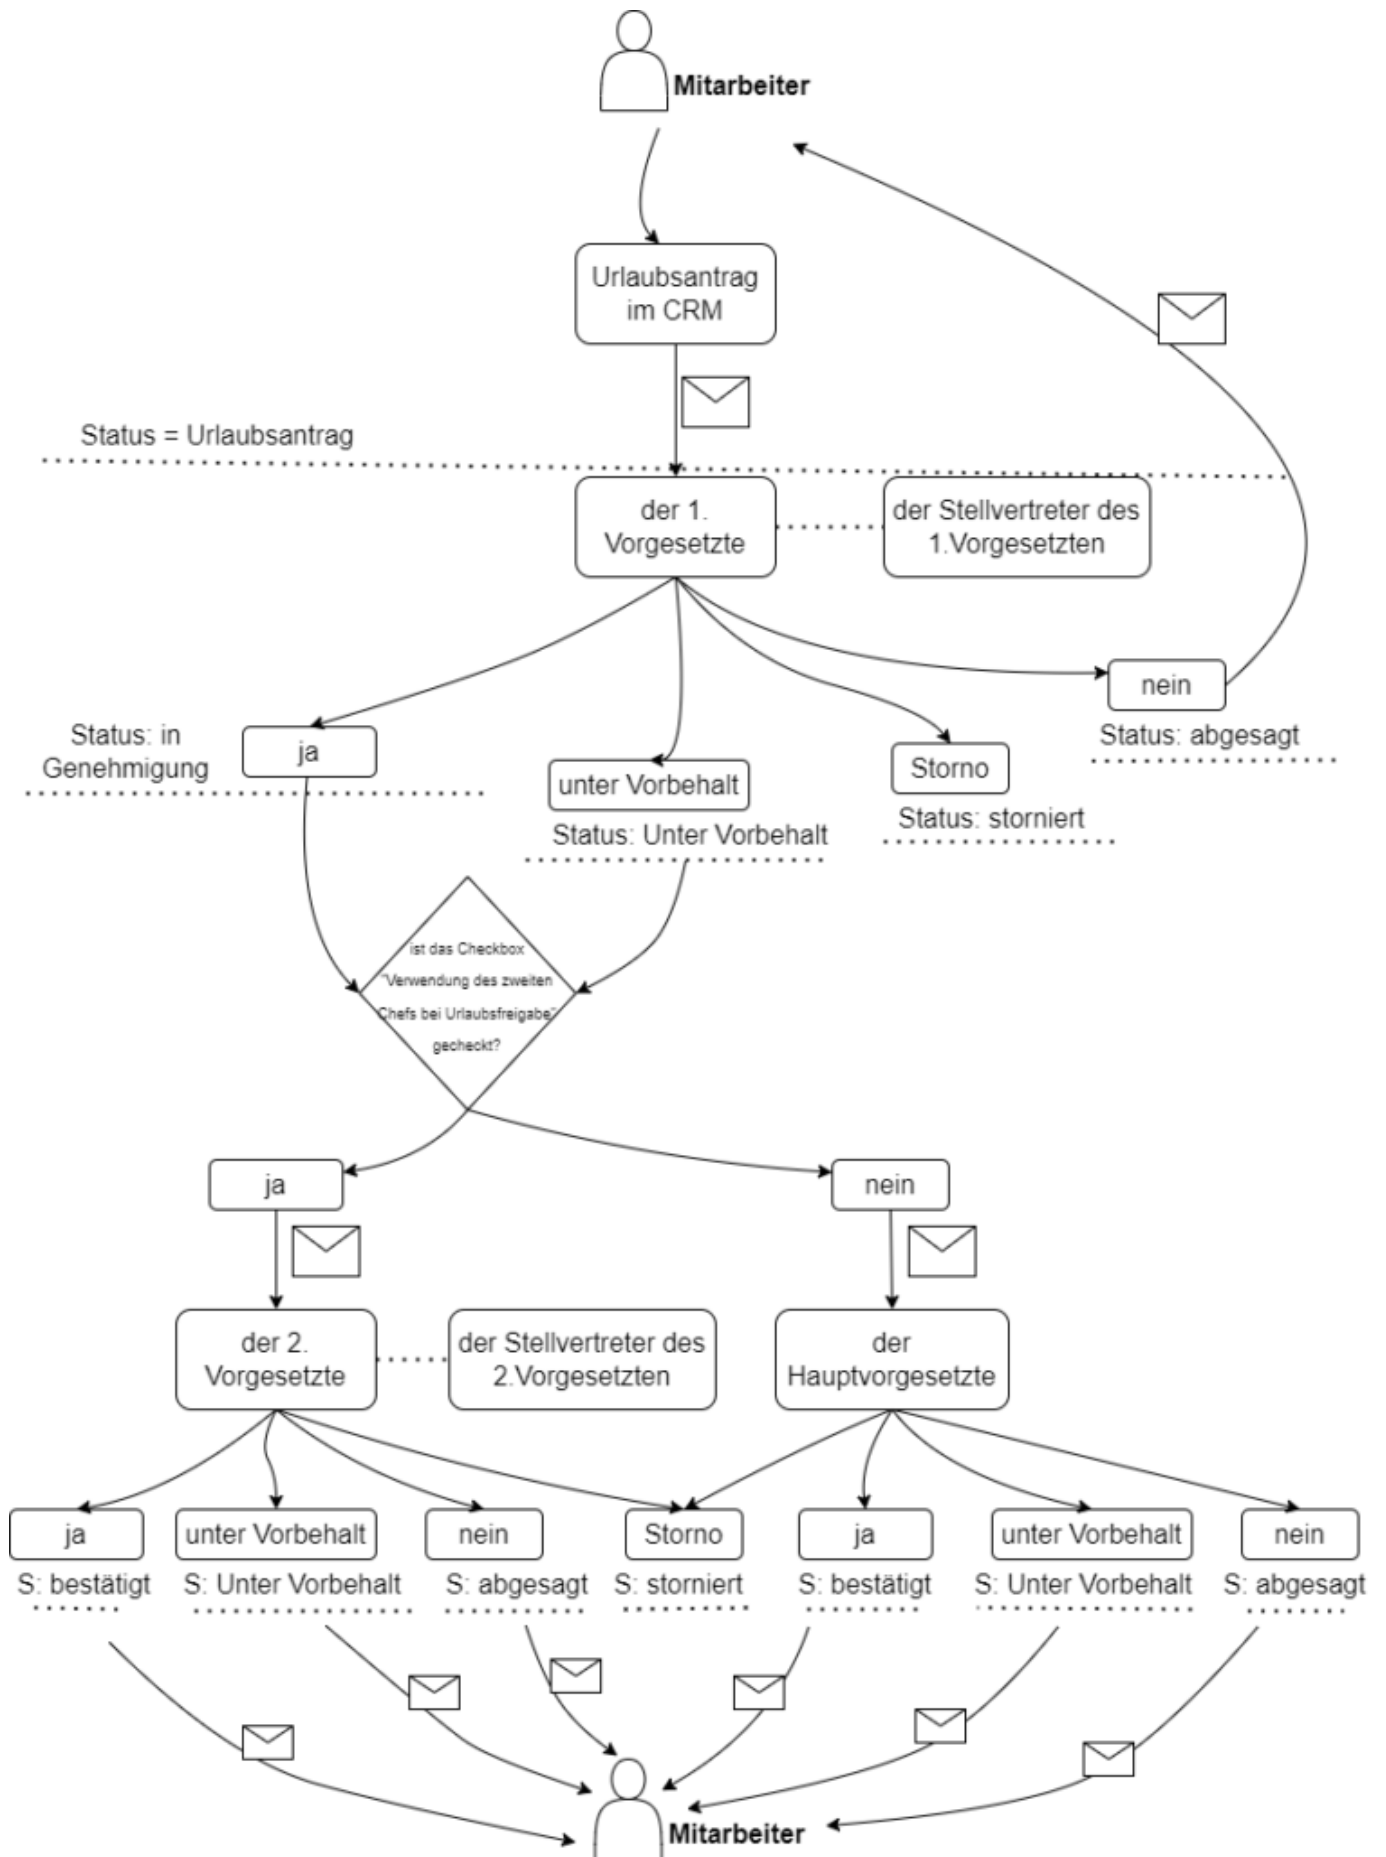 Mitarbeiter
Urlaubsantrag
im CRM
Status = Urlaubsantrag
der 1.
Vorgesetzte
der Stellvertreter des
1.Vorgesetzten
nein
Status: abgesagt
Status: in
Genehmigung
ja
unter Vorbehalt
Status: Unter Vorbehalt
Storno
Status: storniert
ist das Checkbox
"Verwendung des zweiten
Chefs bei Urlaubsfreigabe"
gecheckt?
ja
nein
der 2.
Vorgesetzte
der Stellvertreter des
2.Vorgesetzten
der
Hauptvorgesetzte
ja
unter Vorbehalt
nein
Storno
ja
unter Vorbehalt
nein
S: bestätigt
S: Unter Vorbehalt
S: abgesagt
S: storniert
S: bestätigt
S: Unter Vorbehalt
S: abgesagt
Mitarbeiter